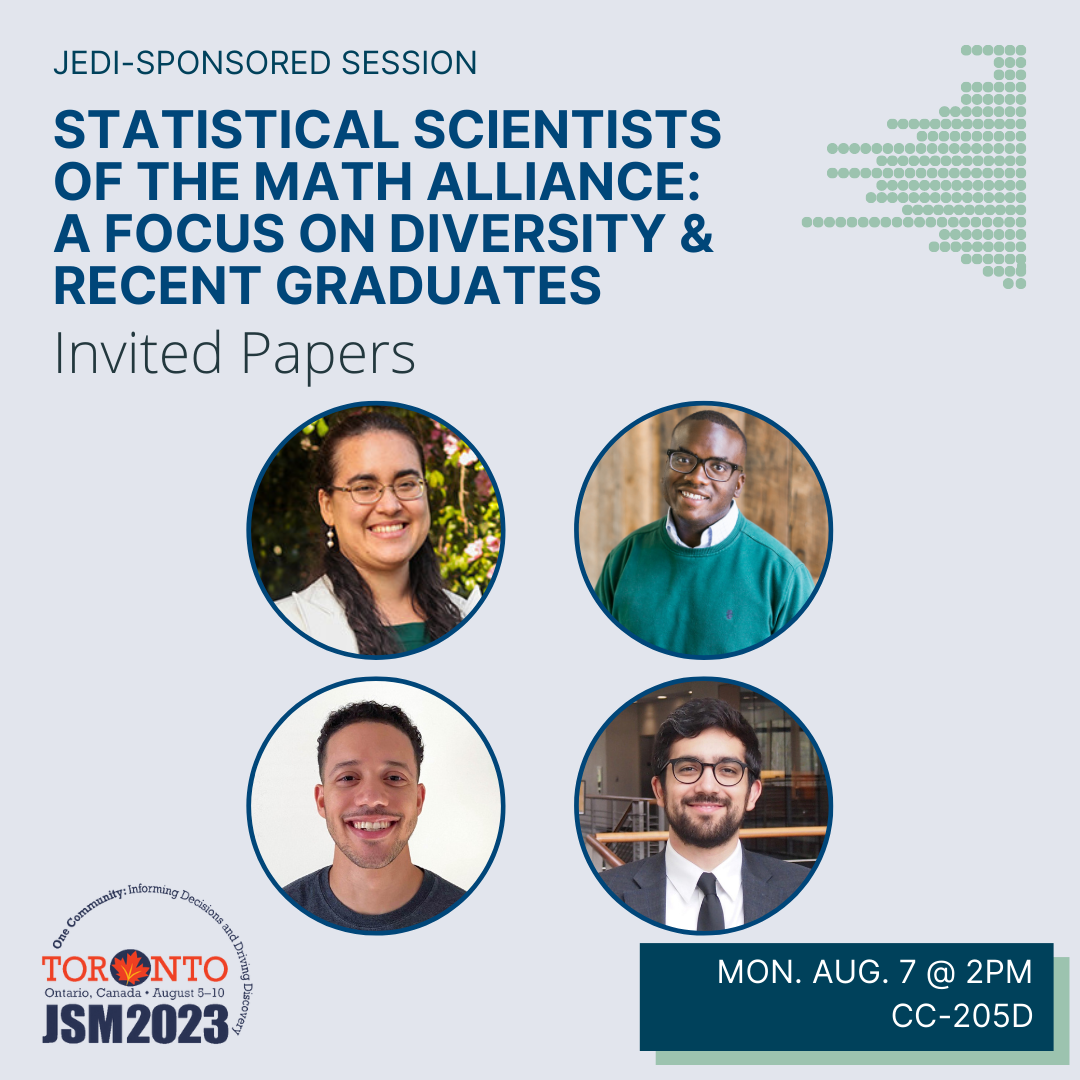 JEDI-SPONSORED SESSION
STATISTICAL SCIENTISTS
OF THE MATH ALLIANCE:
A FOCUS ON DIVERSITY &
RECENT GRADUATES
Invited Papers
One Community: Informing Decisions and Driving Discovery
TORONTO
Ontario, Canada • August 5–10
JSM2023
MON. AUG. 7 @ 2PM
CC-205D